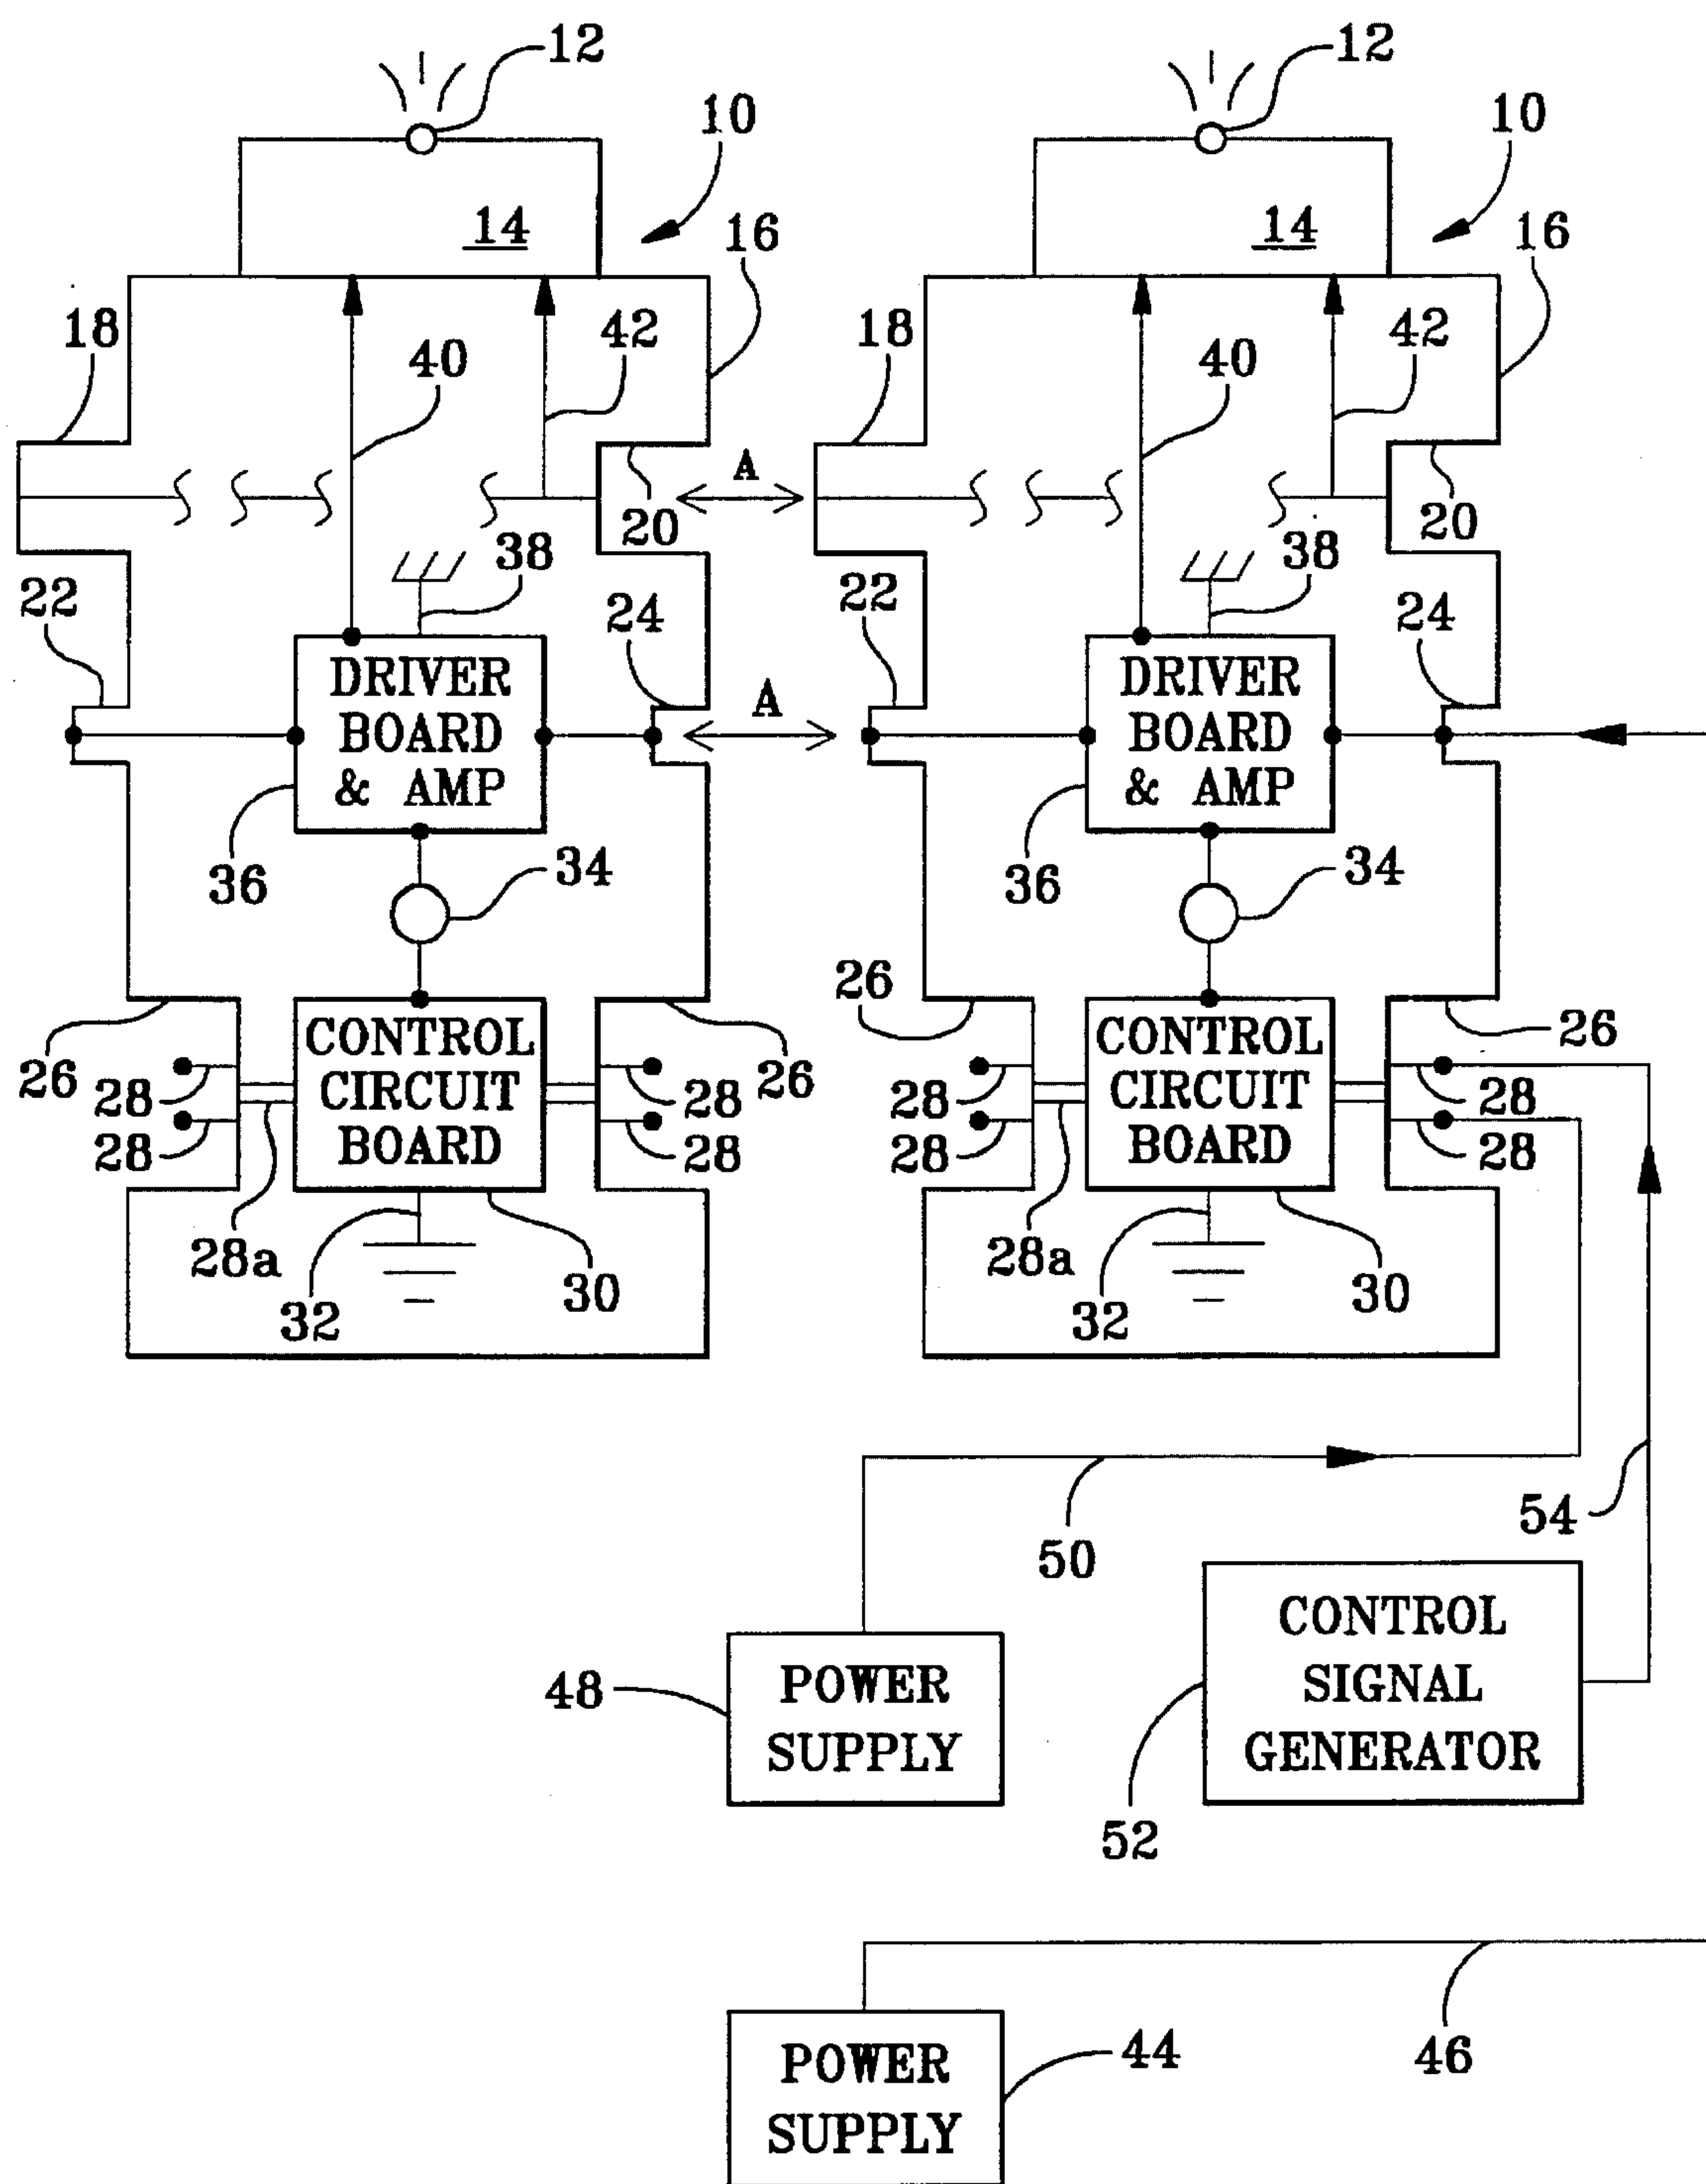 12 12
10 10
14 14
16 16
18 42 18 42
40 40
A
20 20
38 38
22 24 22 24
DRIVER DRIVER
BOARD A BOARD
& AMP & AMP
36 34 36 34
26 26
CONTROL CONTROL
26 28 CIRCUIT 28 26 28 CIRCUIT 28
28 BOARD 28 28 BOARD 28
28a 28a
32 30 32 30
54
50
CONTROL
SIGNAL
GENERATOR
48 POWER
SUPPLY
52
POWER 44 46
SUPPLY